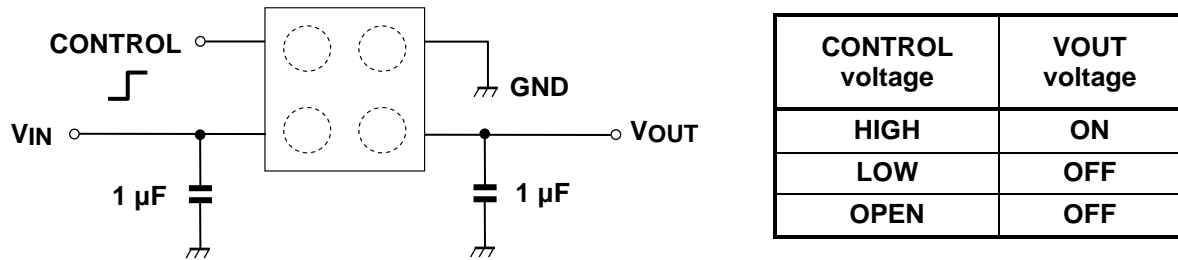 CONTROL
GND
VIN
VOUT
1 µF
1 µF
CONTROL voltage
VOUT voltage
HIGH ON
LOW OFF
OPEN OFF